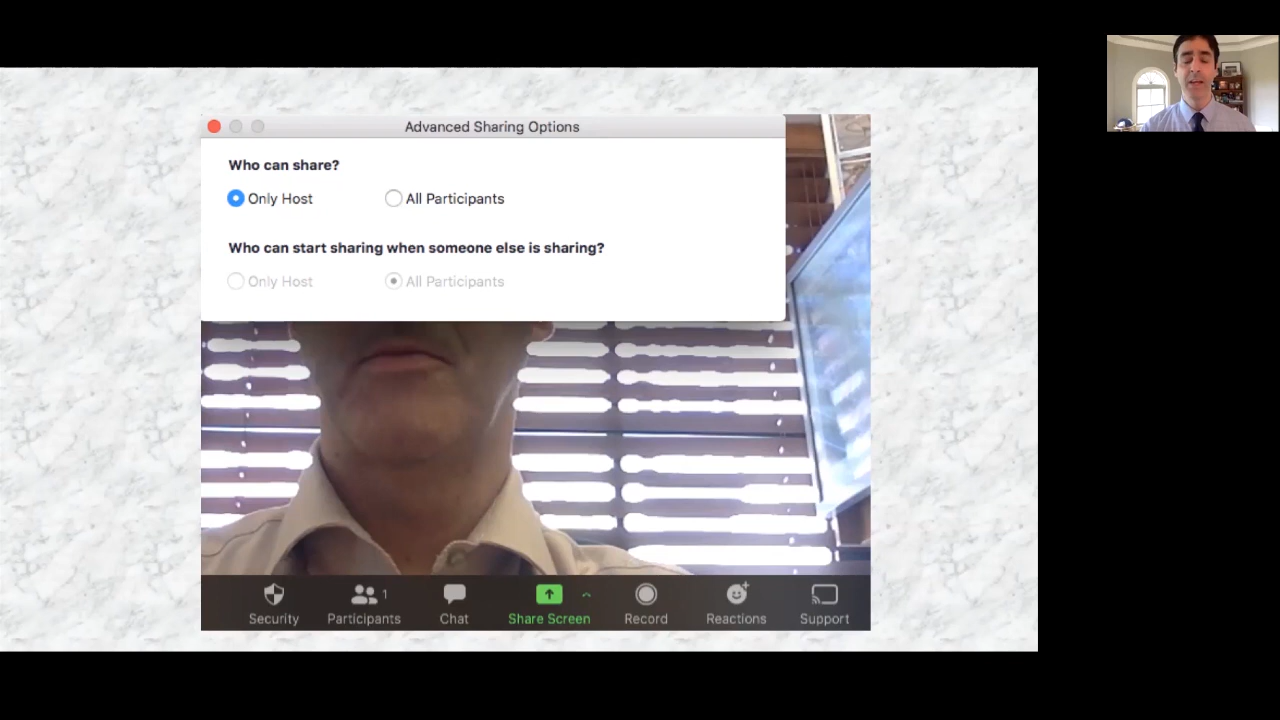 Advanced Sharing Options
Who can share?
Only Host All Participants
Who can start sharing when someone else is sharing?
Only Host All Participants
1
Security Participants Chat Share Screen Record Reactions Support